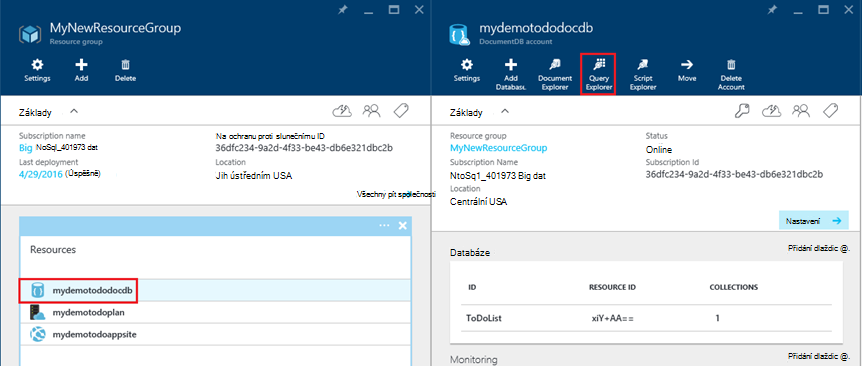 MyNewResourceGroup
Resource group
Settings
Add
Delete
Základy
Subscription name
Big NoSql_401973 dat
Na ochranu proti slunečnímu ID
36dfc234-9a2d-4f33-be43-db6e321dbc2b
Last deployment
4/29/2016 (Úspěšně)
Location
Jih ústředním USA
Všechny pít společnosti
Resources
mydemotododocdb
mydemotodoplan
mydemotodoappsite
mydemotododocdb
DocumentDB account
Settings
Add Databas.
Document Explorer
Query Explorer
Script Explorer
Move
Delete Account
Základy
Resource group
MyNewResourceGroup
Status
Online
Subscription Name
NtoSq1_401973 Big dat
Subscription Id
36dfc234-9a2d-4f33-be43-db6e321dbc2b
Location
Centrální USA
Nastavení
Přidání dlaždic @.
Databáze
ID RESOURCE ID COLLECTIONS
ToDoList xiY+AA== 1
Monitoring
Přidání dlaždic @.